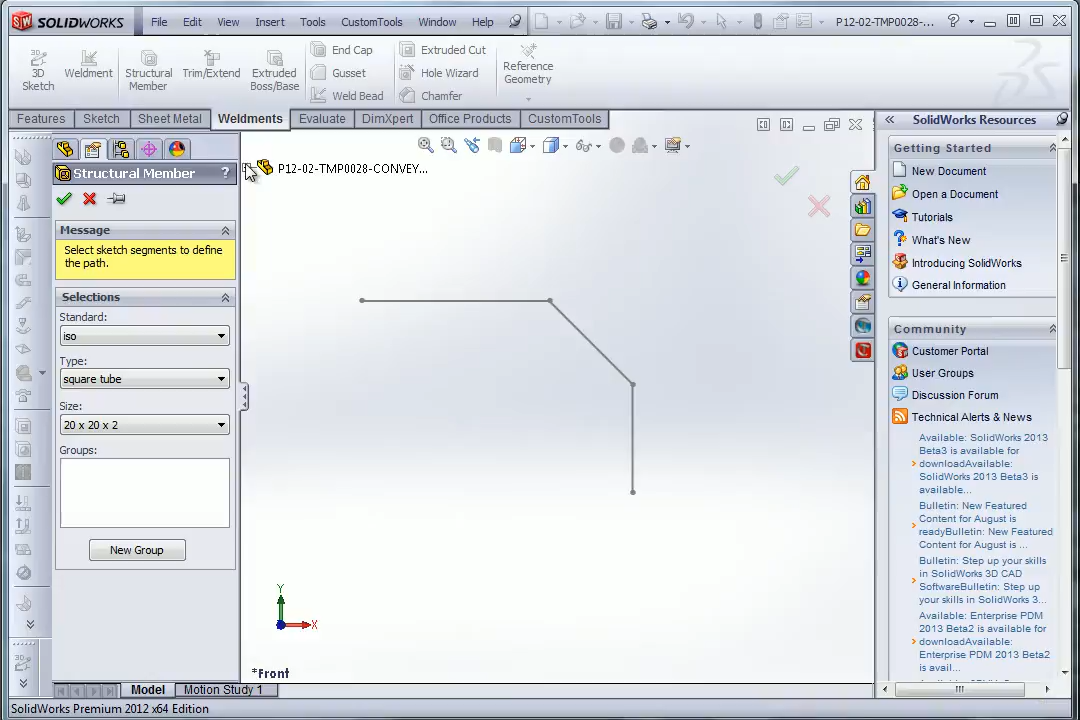 SOLIDWORKS File Edit View Insert Tools CustomTools Window Help P12-02-TMP0028-... ?
3D Sketch
Weldment
Structural Member
Trim/Extend
Extruded Boss/Base
End Cap
Gusset
Weld Bead
Extruded Cut
Hole Wizard
Chamfer
Reference Geometry
Features Sketch Sheet Metal Weldments Evaluate DimXpert Office Products CustomTools
Structural Member ?
Message
Select sketch segments to define
the path.
Selections
Standard:
iso
Type:
square tube
Size:
20 x 20 x 2
Groups:
New Group
P12-02-TMP0028-CONVEY...
Y
X
*Front
Model Motion Study 1
SolidWorks Premium 2012 x64 Edition
SolidWorks Resources
Getting Started
New Document
Open a Document
Tutorials
What's New
Introducing SolidWorks
General Information
Community
Customer Portal
User Groups
Discussion Forum
Technical Alerts & News
Available: SolidWorks 2013
Beta3 is available for
downloadAvailable:
SolidWorks 2013 Beta3 is
available...
Bulletin: New Featured
Content for August is
readyBulletin: New Featured
Content for August is ...
Bulletin: Step up your skills
in SolidWorks 3D CAD
SoftwareBulletin: Step up
your skills in SolidWorks 3...
Available: Enterprise PDM
2013 Beta2 is available for
downloadAvailable:
Enterprise PDM 2013 Beta2
is avail...